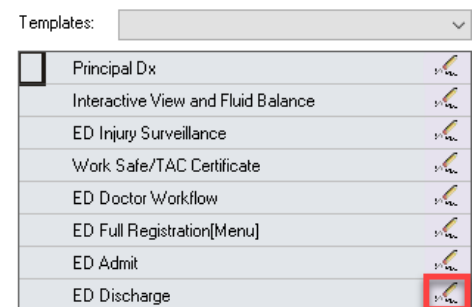 Templates:
Principal Dx
Interactive View and Fluid Balance
ED Injury Surveillance
Work Safe/TAC Certificate
ED Doctor Workflow
ED Full Registration[Menu]
ED Admit
ED Discharge